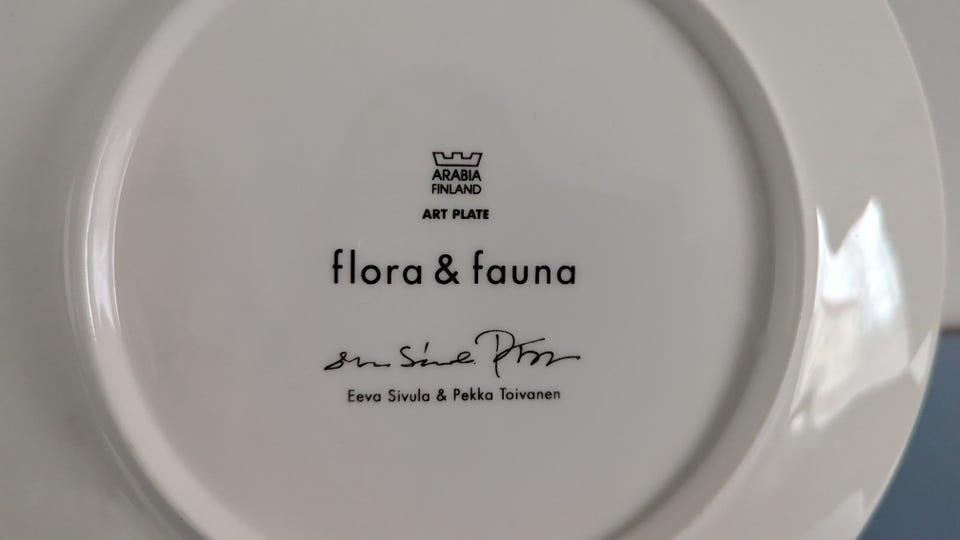 ARABIA
FINLAND
ART PLATE
flora & fauna
Eeva Sivula & Pekka Toivanen